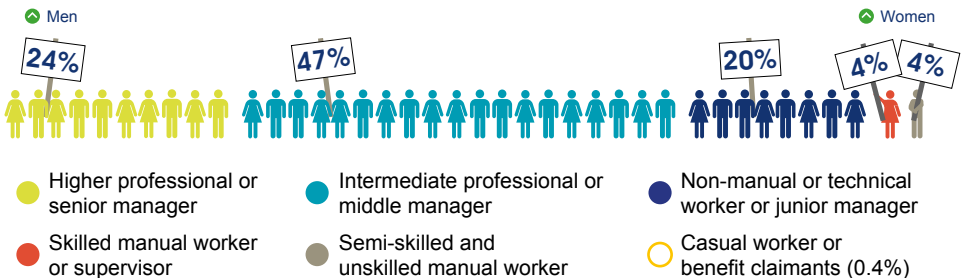 Men
Women
24%
47%
20%
4%
4%
Higher professional or
senior manager
Intermediate professional or
middle manager
Non-manual or technical
worker or junior manager
Skilled manual worker
or supervisor
Semi-skilled and
unskilled manual worker
Casual worker or
benefit claimants (0.4%)